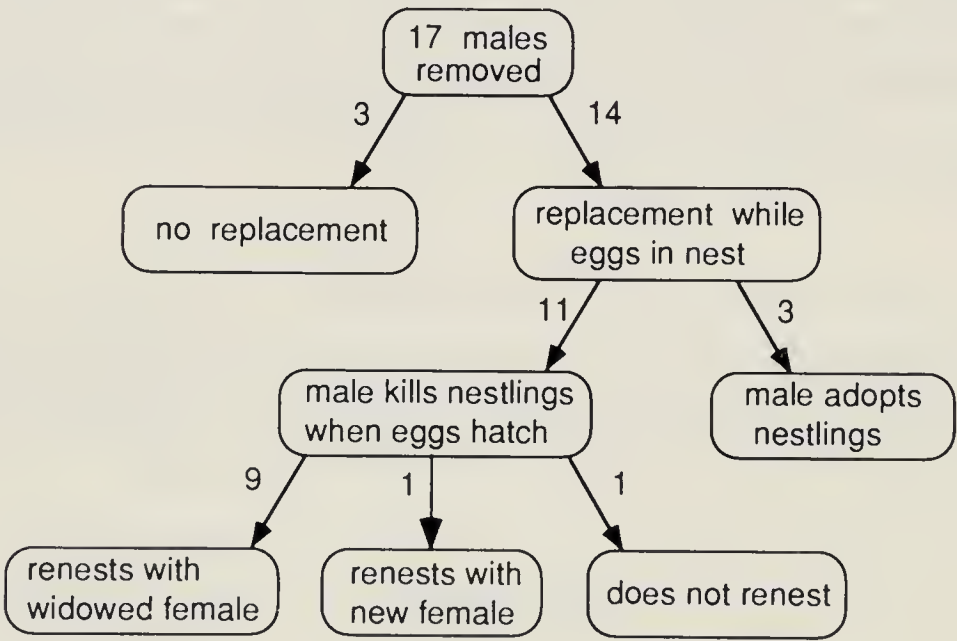 17 males
removed
3
14
no replacement
replacement while
eggs in nest
11
3
male kills nestlings
when eggs hatch
male adopts
nestlings
9
1
1
renests with
widowed female
renests with
new female
does not renest